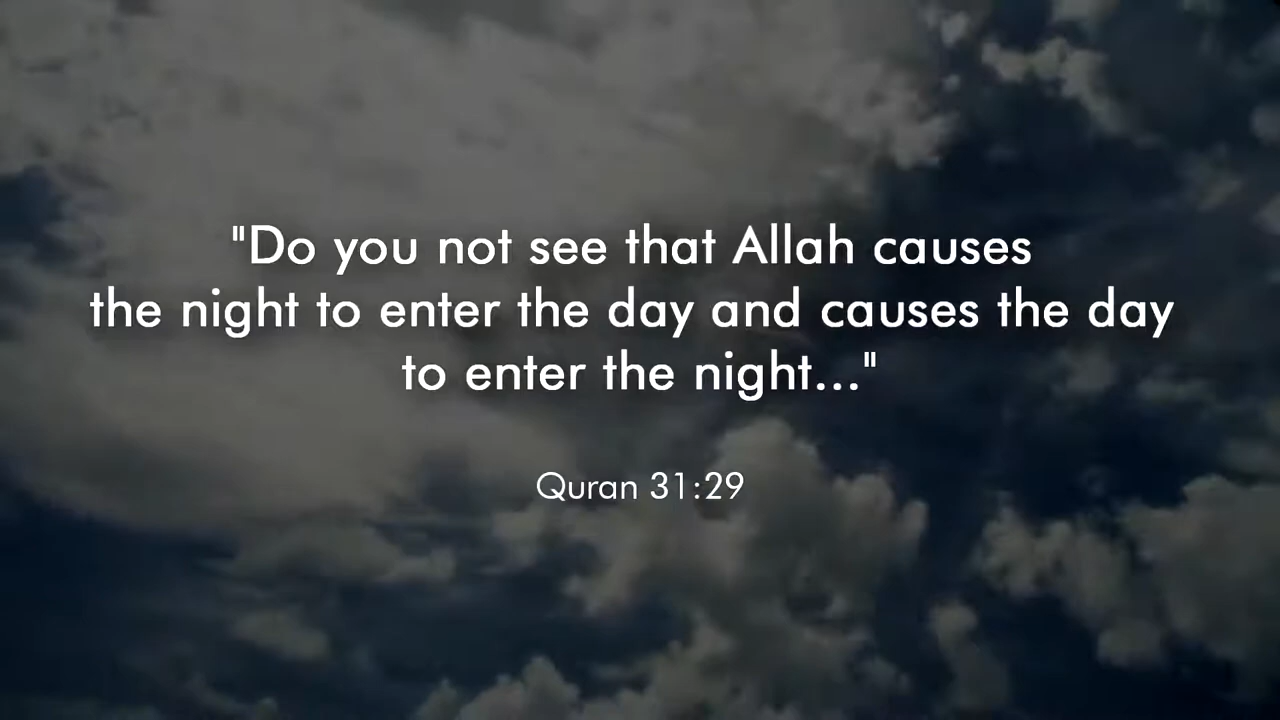 "Do you not see that Allah causes
the night to enter the day and causes the day
to enter the night..."
Quran 31:29